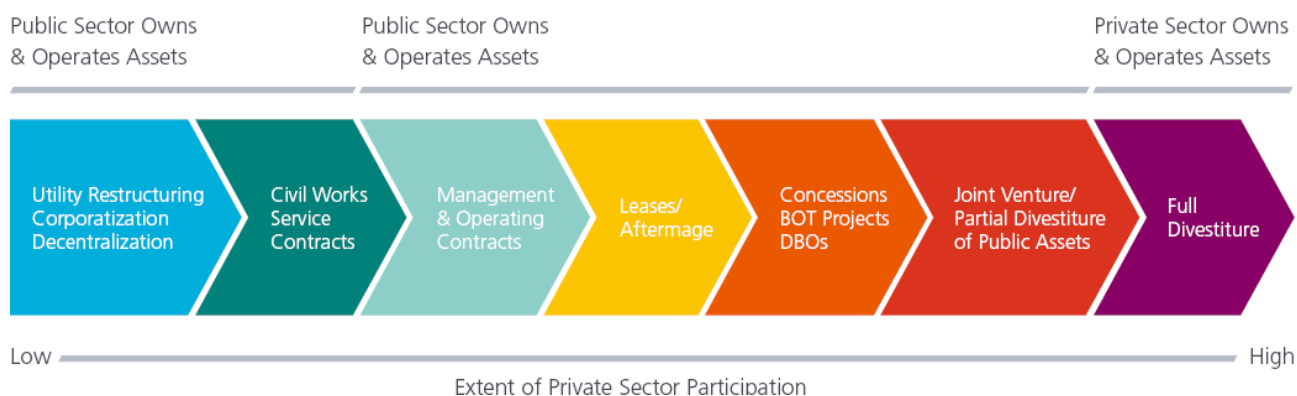 Public Sector Owns
& Operates Assets
Public Sector Owns
& Operates Assets
Private Sector Owns
& Operates Assets
Utility Restructuring
Corporatization
Decentralization
Civil Works
Service
Contracts
Management
& Operating
Contracts
Leases/
Aftermage
Concessions
BOT Projects
DBOs
Joint Venture/
Partial Divestiture
of Public Assets
Full
Divestiture
Low
High
Extent of Private Sector Participation